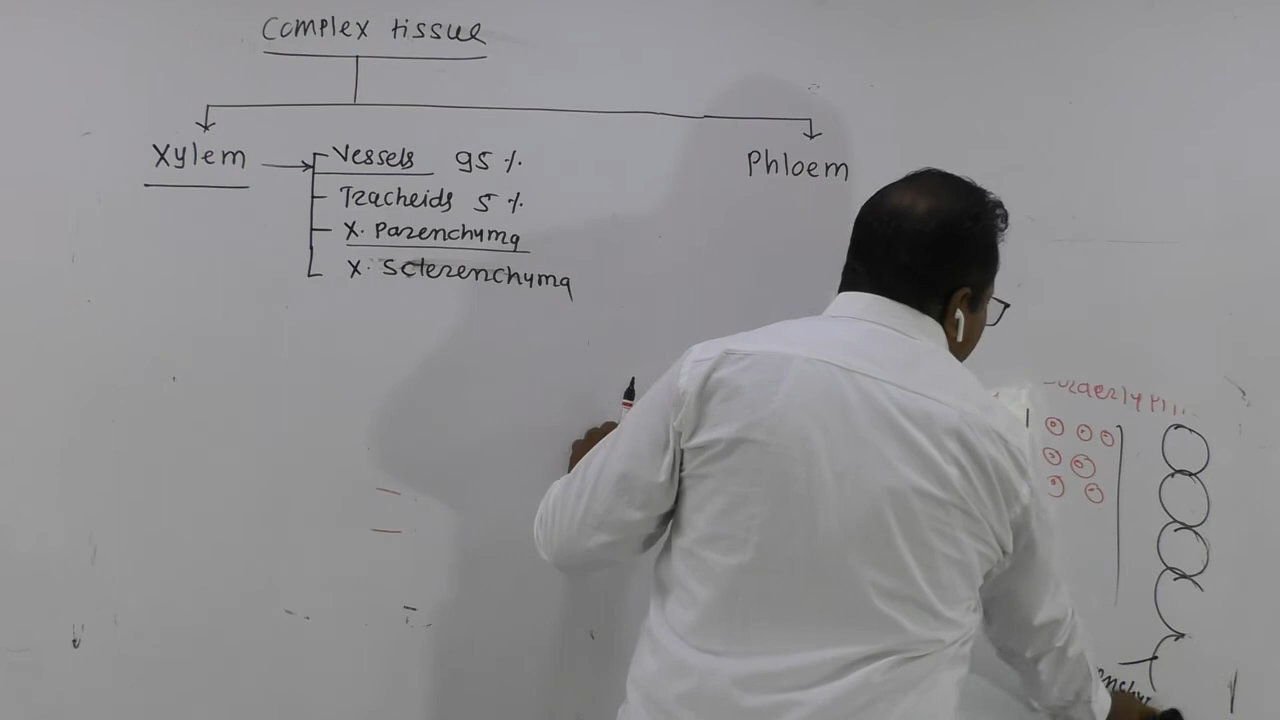 Complex tissue
Xylem
Vessels 95 %
Tracheids 5 %
X. Parenchyma
X. Sclerenchyma
Phloem